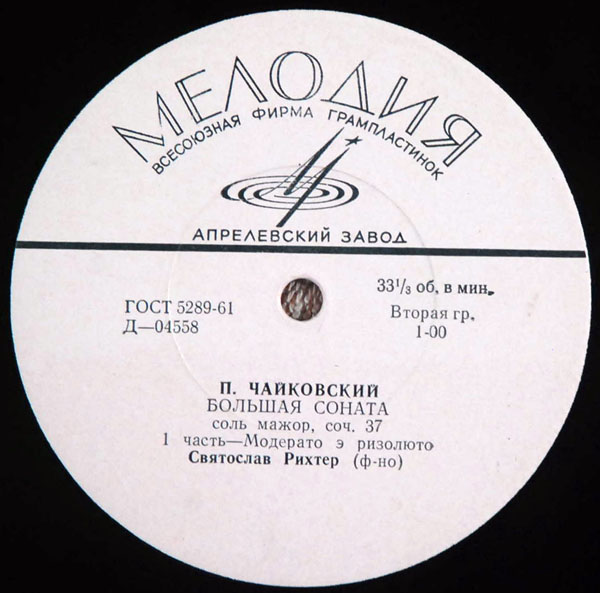 МЕЛОДИЯ
ВСЕСОЮЗНАЯ ФИРМА ГРАМПЛАСТИНОК
АПРЕЛЕВСКИЙ ЗАВОД
ГОСТ 5289-61
Д—04558
33⅓ об, в мин.
Вторая гр.
1-00
П. ЧАЙКОВСКИЙ
БОЛЬШАЯ СОНАТА
соль мажор, соч. 37
1 часть—Модерато э ризолюто
Святослав Рихтер (ф-но)